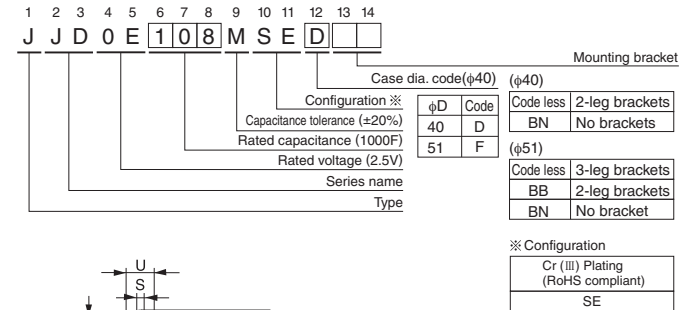 1 2 3 4 5 6 7 8 9 10 11 12 13 14
J J D 0 E 1 0 8 M S E D
Mounting bracket
Case dia. code(ϕ40)
Configuration ※
Capacitance tolerance (±20%)
Rated capacitance (1000F)
Rated voltage (2.5V)
Series name
Type
ϕD Code
40 D
51 F
(ϕ40)
Code less 2-leg brackets
BN No brackets
(ϕ51)
Code less 3-leg brackets
BB 2-leg brackets
BN No bracket
※Configuration
Cr (Ⅲ) Plating
(RoHS compliant)
SE
U
S